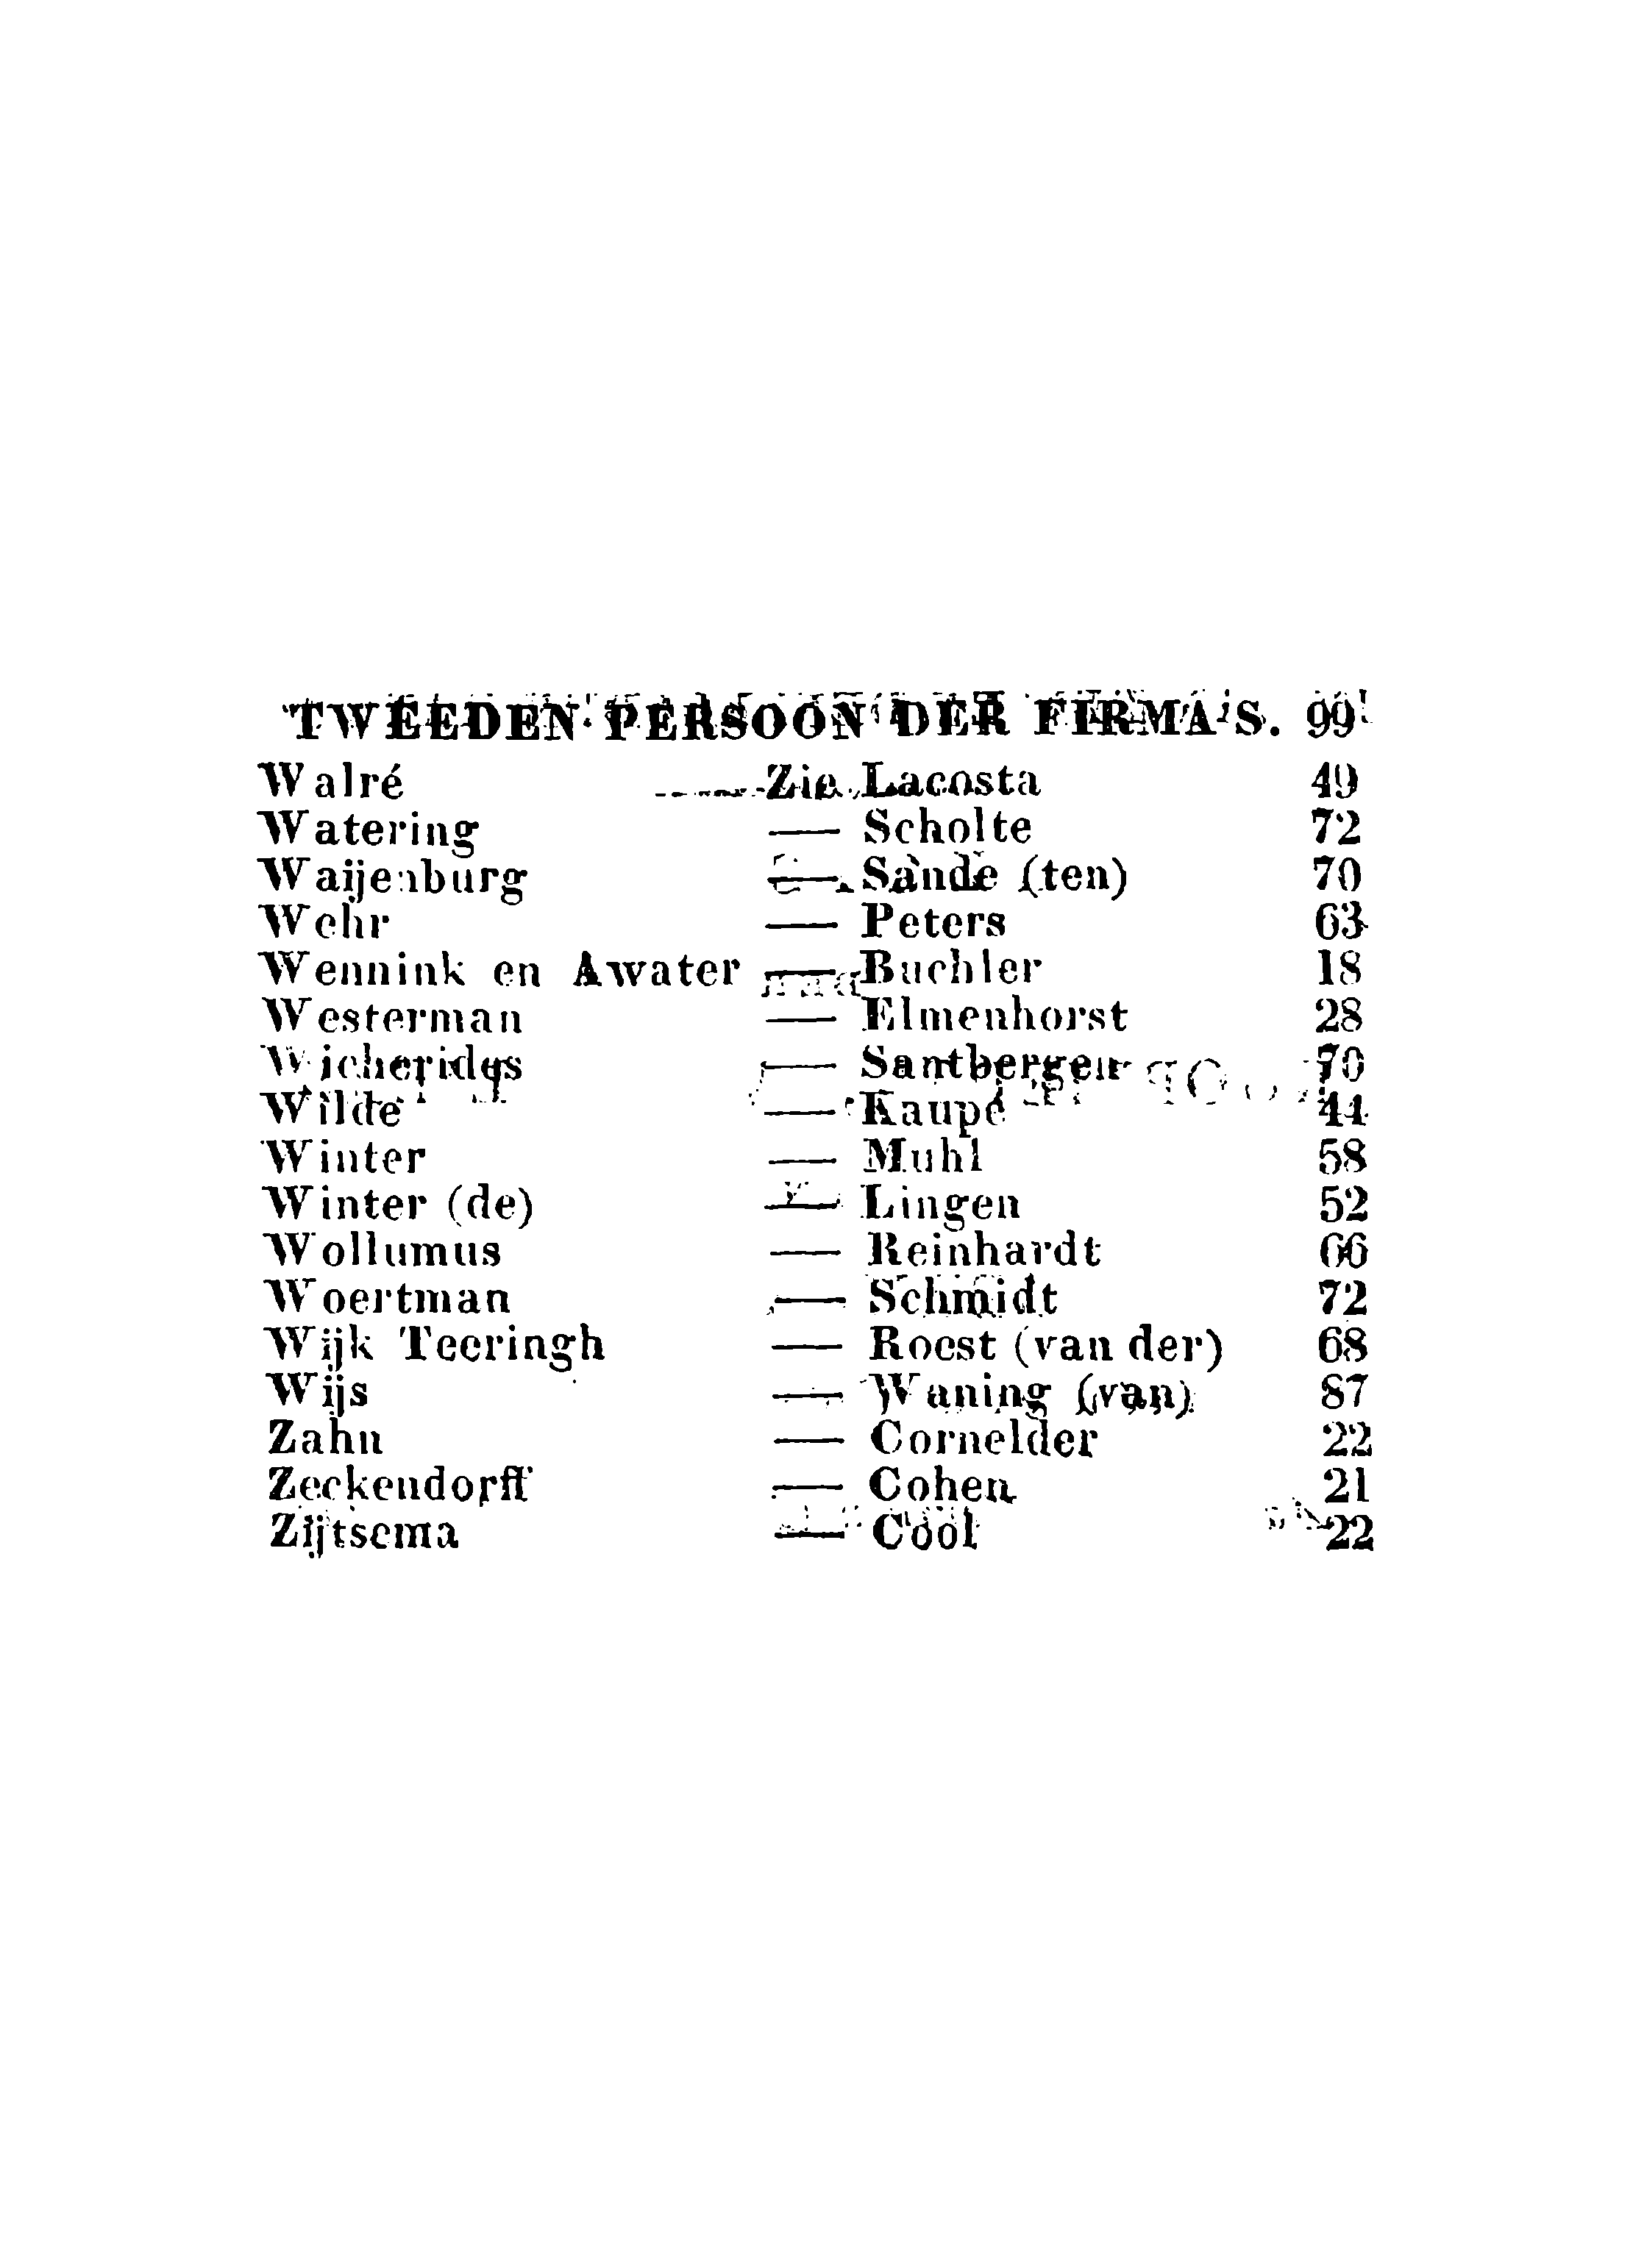 TWEEDEN PERSOON DER FIRMA'S. 99
Walré Zie Lacosta 49
Watering — Scholte 72
Waijenburg — Sande (ten) 70
Wehr — Peters 63
Wennink en Awater — Buchler 18
Westerman — Elmenhorst 28
Wicherides — Santbergen 70
Wilde — Kaupé 44
Winter — Muhl 58
Winter (de) — Lingen 52
Wollumus — Reinhardt 66
Woertman — Schmidt 72
Wijk Teeringh — Roest (van der) 68
Wijs — Waning (van) 87
Zahn — Cornelder 22
Zeckendorff — Cohen 21
Zijtsema — Cool 22